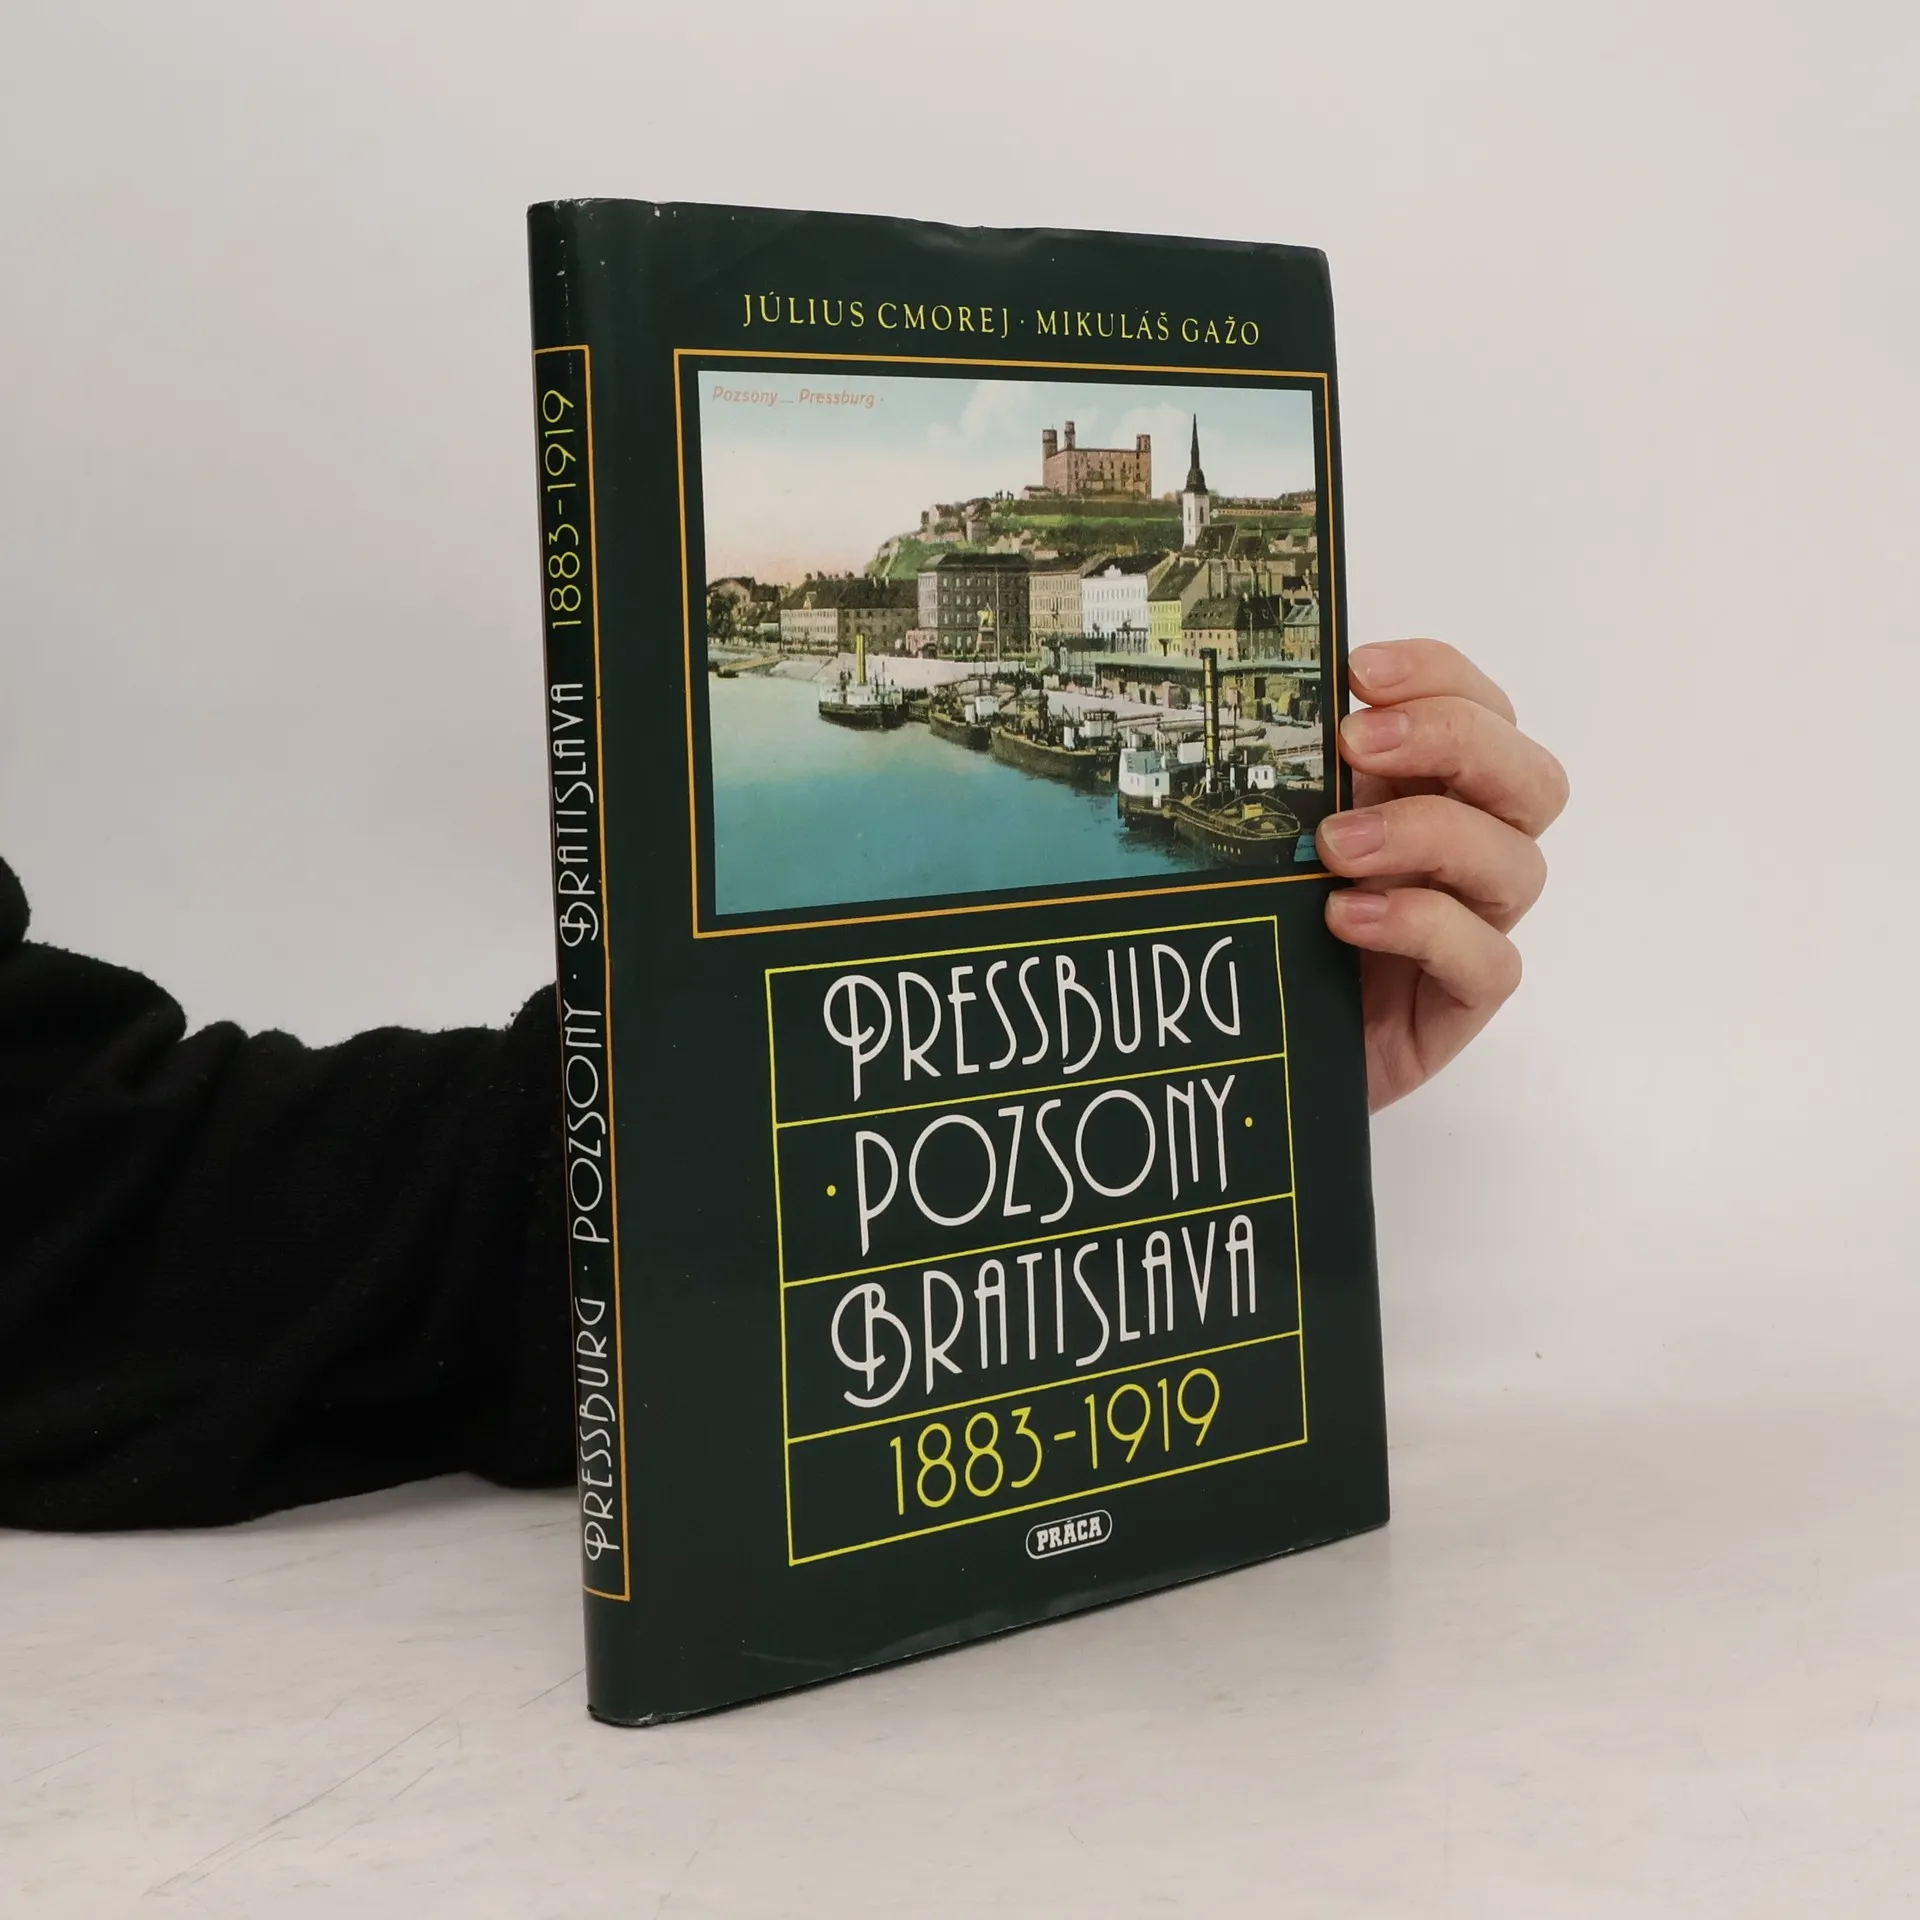 JÚLIUS CMOREJ · MIKULÁŠ GAŽO
Pozsony — Pressburg ·
PRESSBURG
· POZSONY ·
BRATISLAVA
1883-1919
PRÁCA
PRESSBURG · POZSONY · BRATISLAVA 1883-1919